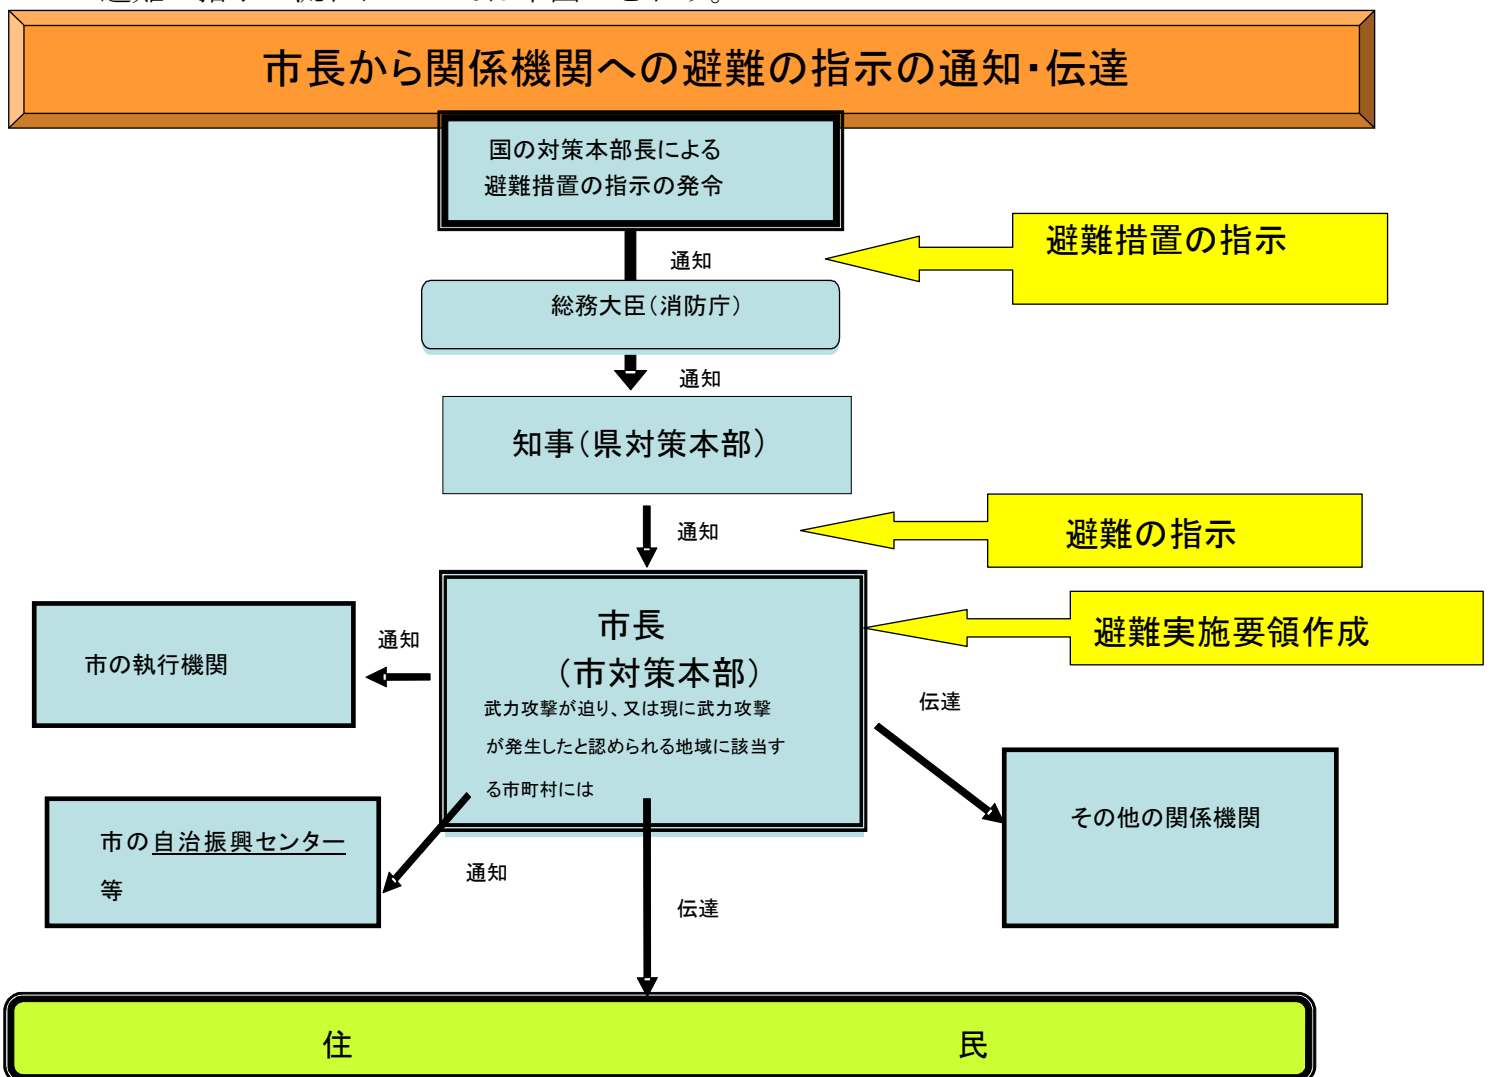 市長から関係機関への避難の指示の通知・伝達
国の対策本部長による
避難措置の指示の発令
避難措置の指示
通知
総務大臣（消防庁）
通知
知事（県対策本部）
通知
避難の指示
市長
（市対策本部）
武力攻撃が迫り、又は現に武力攻撃
が発生したと認められる地域に該当す
る市町村には
避難実施要領作成
通知
市の執行機関
伝達
その他の関係機関
市の自治振興センター
等
通知
伝達
住 民